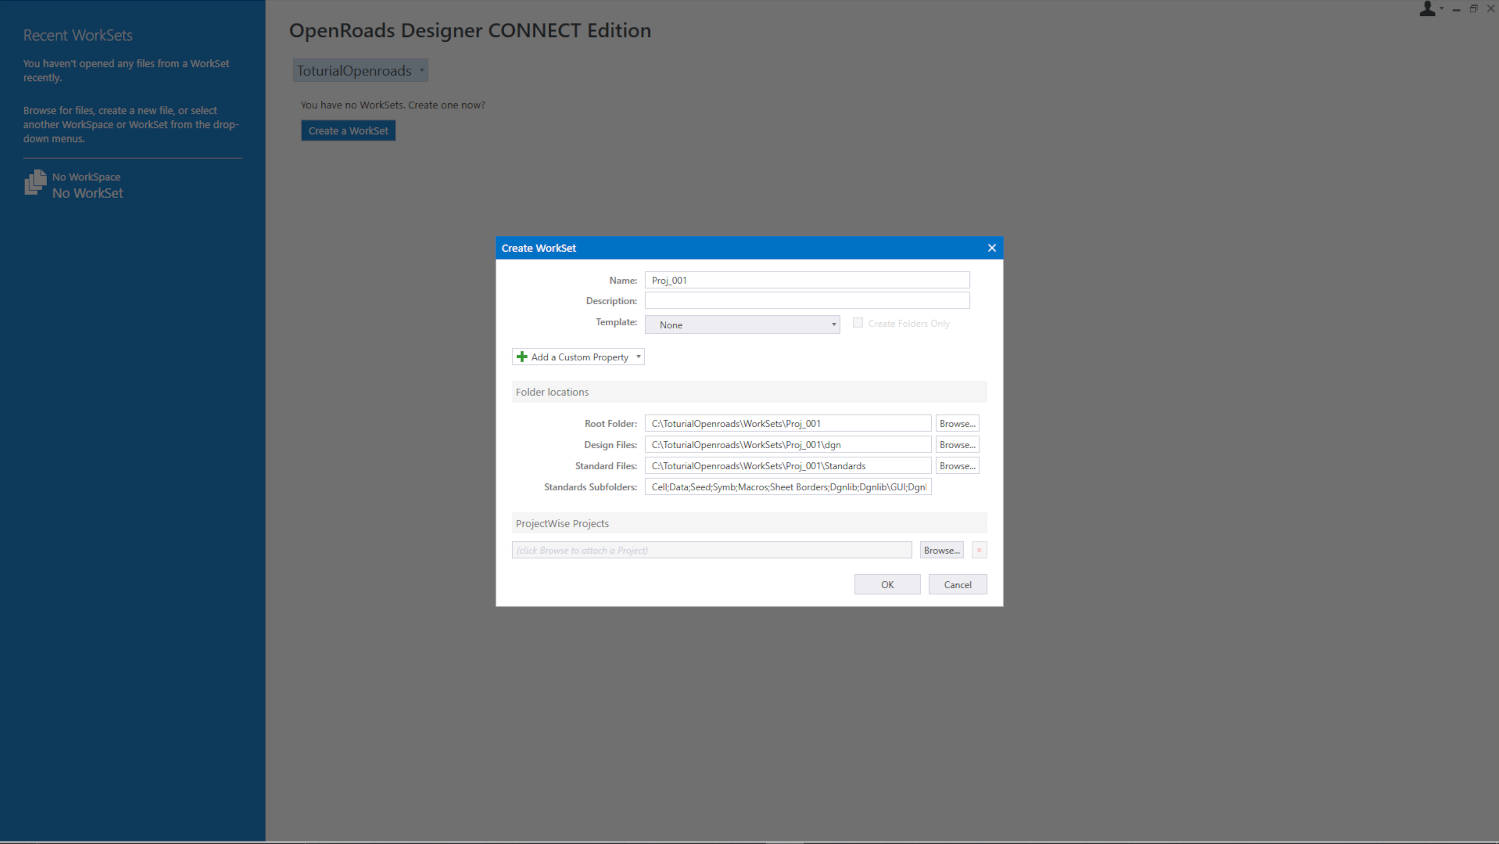 Recent WorkSets
You haven't opened any files from a WorkSet
recently.
Browse for files, create a new file, or select
another WorkSpace or WorkSet from the drop-
down menus.
No WorkSpace
No WorkSet
OpenRoads Designer CONNECT Edition
ToturialOpenroads
You have no WorkSets. Create one now?
Create a WorkSet
Create WorkSet
Name: Proj_001
Description:
Template: None Create Folders Only
Add a Custom Property
Folder locations
Root Folder: C:\ToturialOpenroads\WorkSets\Proj_001 Browse...
Design Files: C:\ToturialOpenroads\WorkSets\Proj_001\dgn Browse...
Standard Files: C:\ToturialOpenroads\WorkSets\Proj_001\Standards Browse...
Standards Subfolders: Cell;Data;Seed;Symb;Macros;Sheet Borders;Dgnlib;Dgnlib\GUI;Dgnl
ProjectWise Projects
(click Browse to attach a Project) Browse...
OK Cancel